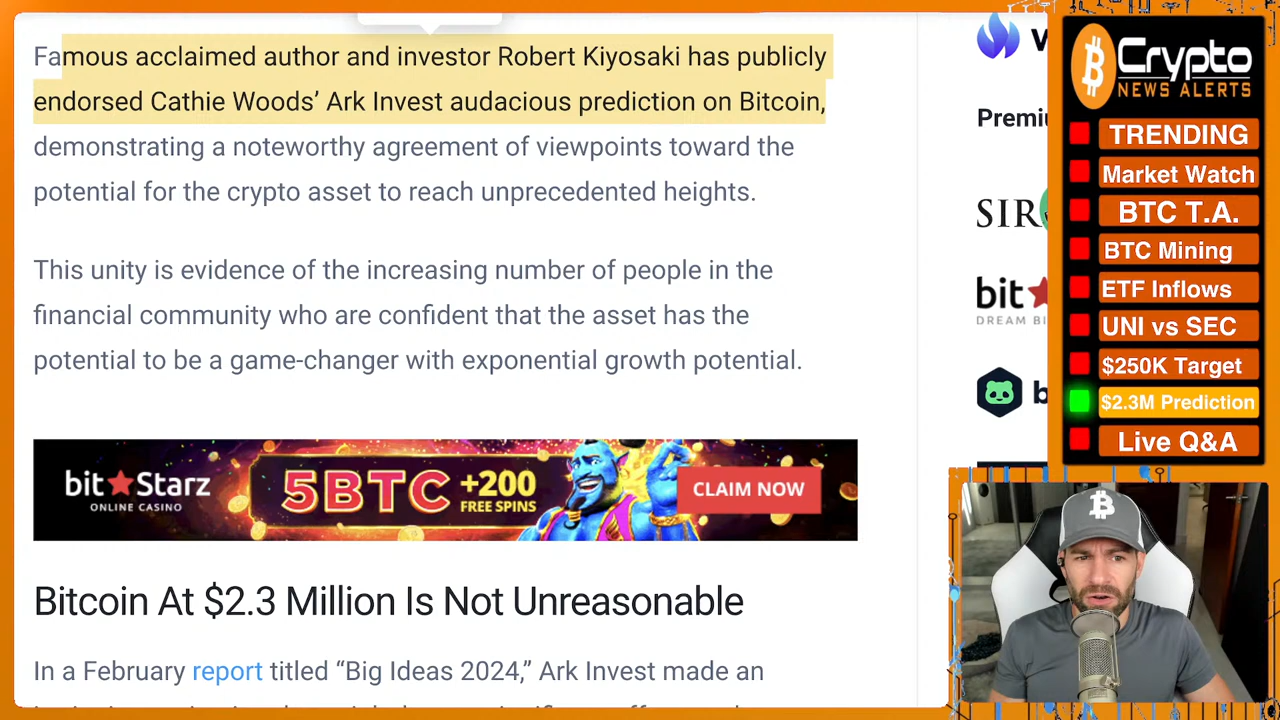 Famous acclaimed author and investor Robert Kiyosaki has publicly
endorsed Cathie Woods’ Ark Invest audacious prediction on Bitcoin,
demonstrating a noteworthy agreement of viewpoints toward the
potential for the crypto asset to reach unprecedented heights.
This unity is evidence of the increasing number of people in the
financial community who are confident that the asset has the
potential to be a game-changer with exponential growth potential.
bit Starz
ONLINE CASINO
5BTC +200
FREE SPINS
CLAIM NOW
Bitcoin At $2.3 Million Is Not Unreasonable
In a February report titled “Big Ideas 2024,” Ark Invest made an
Premiu
SIR
bit
DREAM BI
b
Crypto
NEWS ALERTS
TRENDING
Market Watch
BTC T.A.
BTC Mining
ETF Inflows
UNI vs SEC
$250K Target
$2.3M Prediction
Live Q&A